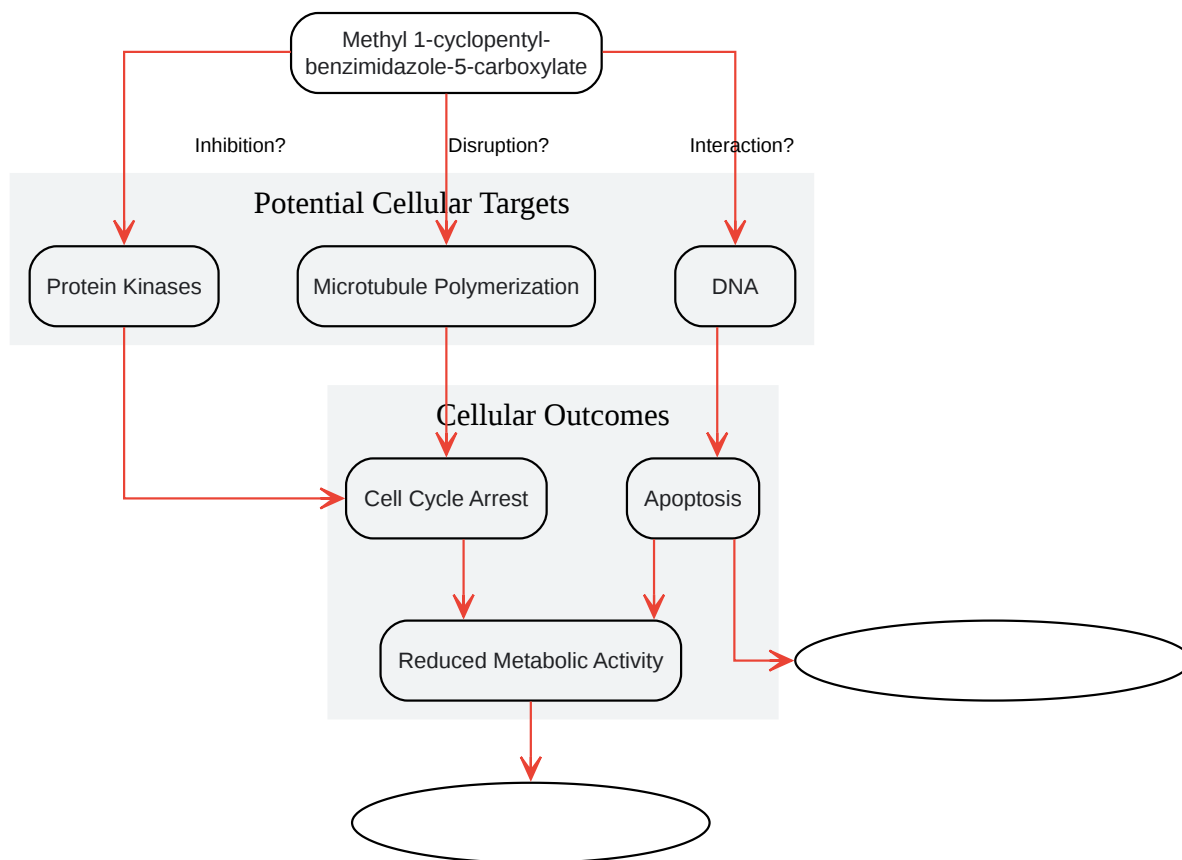 Methyl 1-cyclopentyl-
benzimidazole-5-carboxylate
Inhibition?
Disruption?
Interaction?
Potential Cellular Targets
Protein Kinases
Microtubule Polymerization
DNA
Cellular Outcomes
Cell Cycle Arrest
Apoptosis
Reduced Metabolic Activity